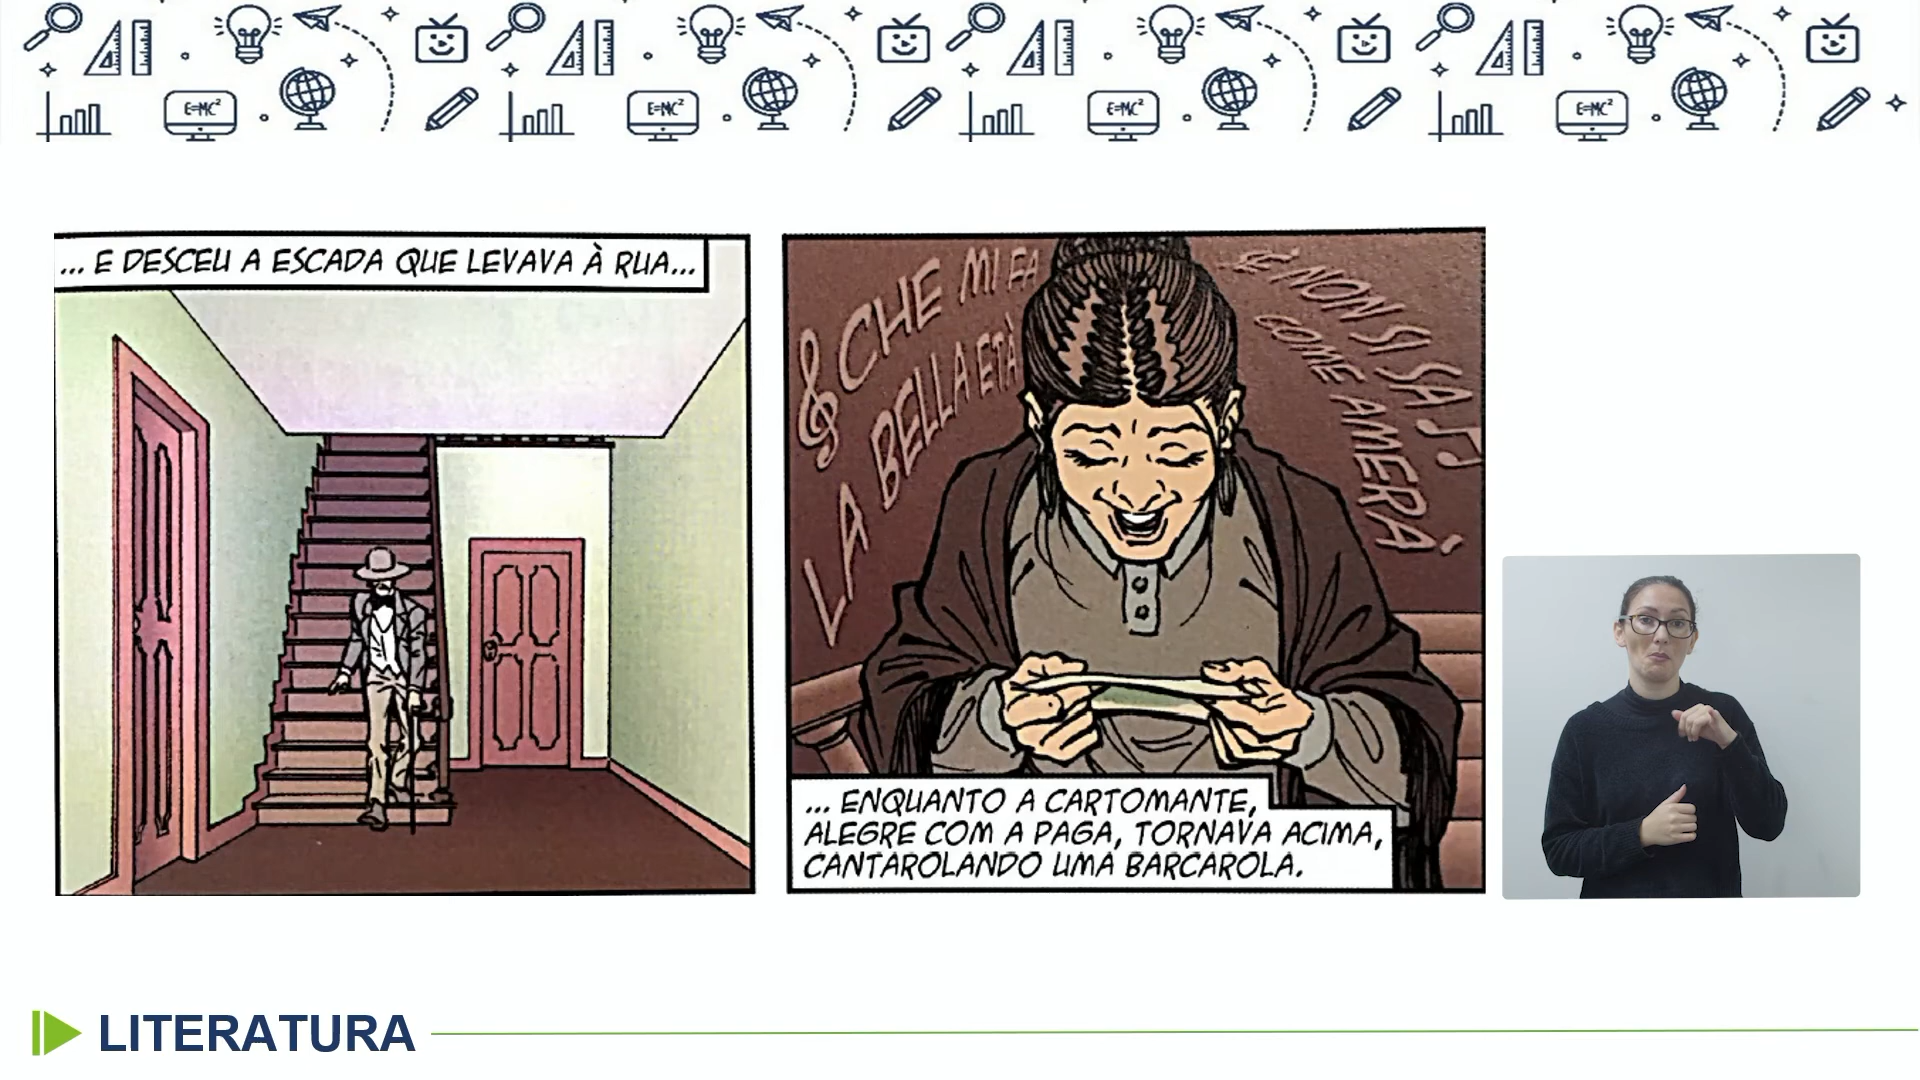 E=MC²
E=MC²
E=MC²
E=MC²
... E DESCEU A ESCADA QUE LEVAVA À RUA...
CHE MI FA
LA BELLA ETÀ
NON SI SA
COME AMERÀ
... ENQUANTO A CARTOMANTE,
ALEGRE COM A PAGA, TORNAVA ACIMA,
CANTAROLANDO UMA BARCAROLA.
LITERATURA